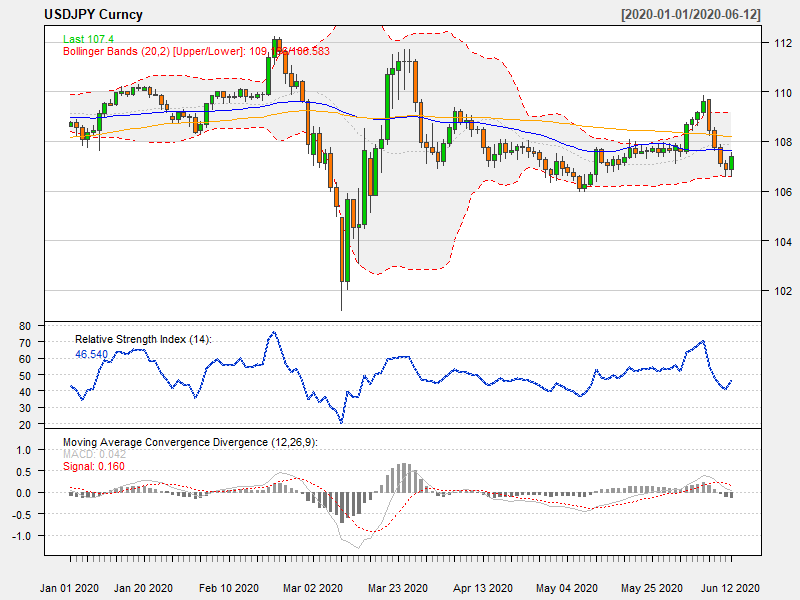 USDJPY Curncy [2020-01-01/2020-06-12]
Last 107.4
Bollinger Bands (20,2) [Upper/Lower]: /106.583
112
110
108
106
104
102
Relative Strength Index (14):
46.540
80
70
60
50
40
30
20
Moving Average Convergence Divergence (12,26,9):
MACD: 0.042
Signal: 0.160
1.0
0.5
0.0
-0.5
-1.0
Jan 01 2020 Jan 20 2020 Feb 10 2020 Mar 02 2020 Mar 23 2020 Apr 13 2020 May 04 2020 May 25 2020 Jun 12 2020